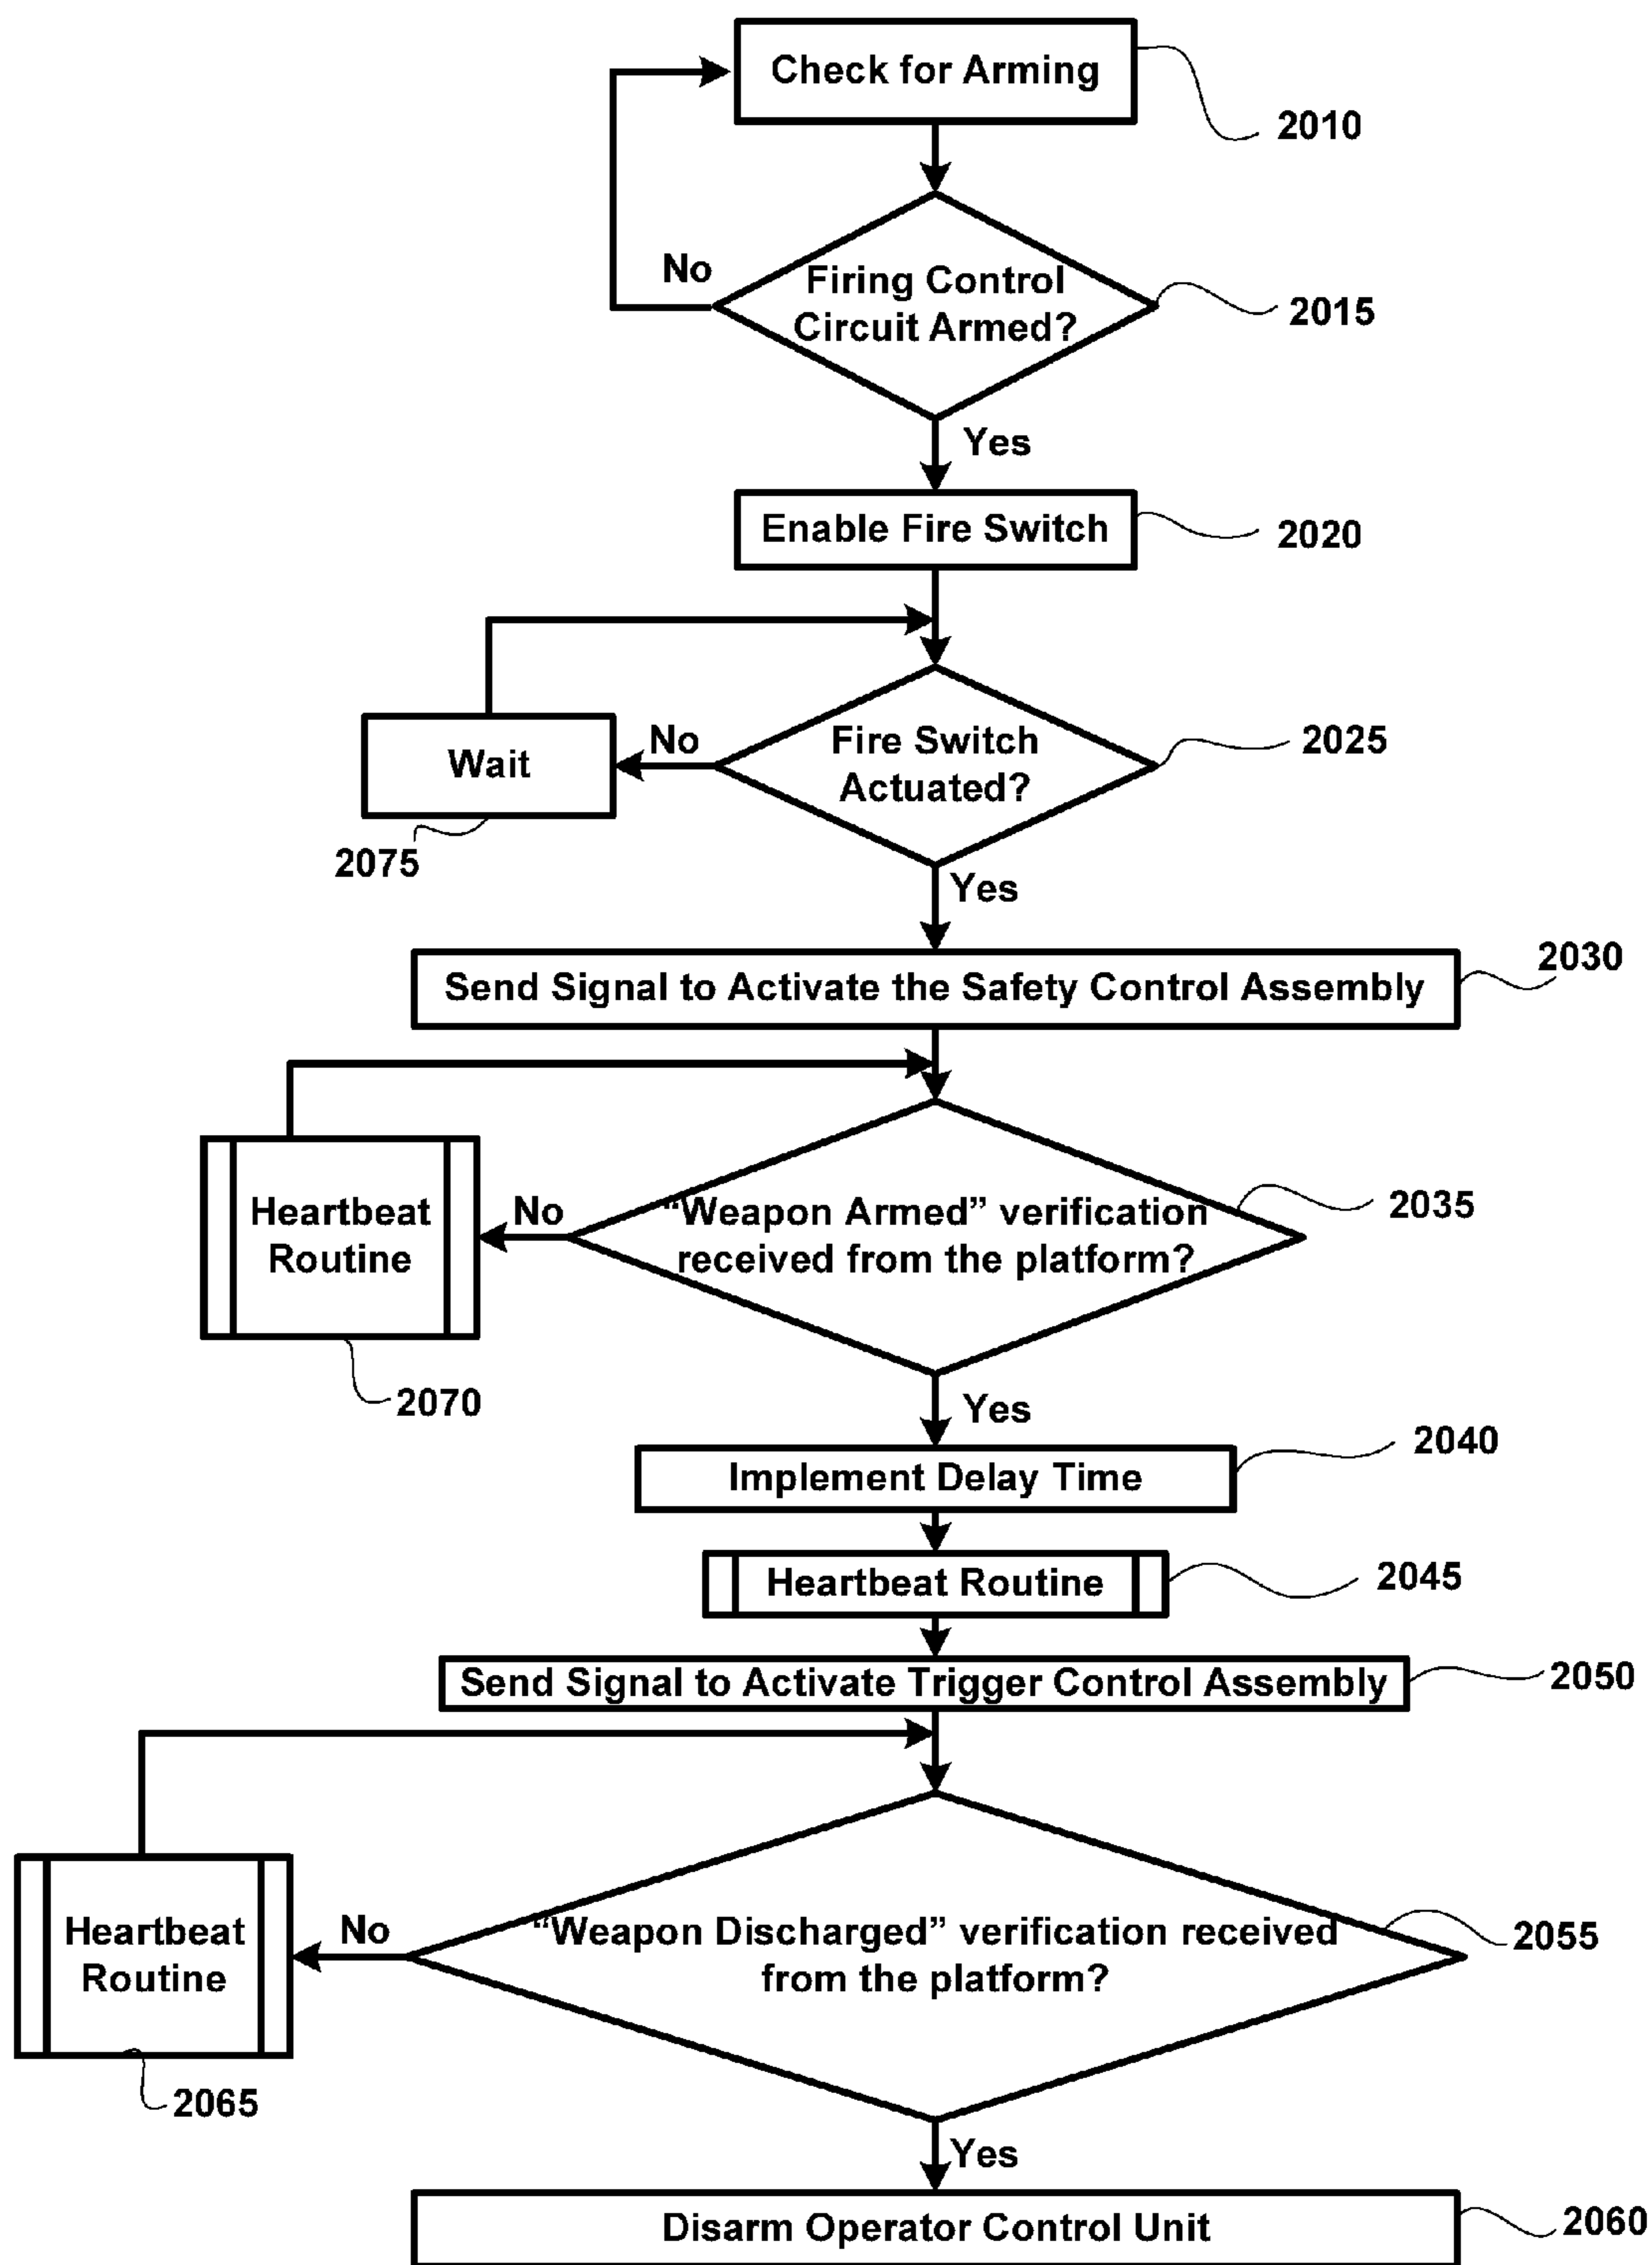 Check for Arming
2010
No
Firing Control
Circuit Armed?
2015
Yes
Enable Fire Switch
2020
Wait
No
Fire Switch
Actuated?
2025
2075
Yes
Send Signal to Activate the Safety Control Assembly
2030
Heartbeat
Routine
No
“Weapon Armed” verification
received from the platform?
2035
2070
Yes
Implement Delay Time
2040
Heartbeat Routine
2045
Send Signal to Activate Trigger Control Assembly
2050
Heartbeat
Routine
No
“Weapon Discharged” verification received
from the platform?
2055
2065
Yes
Disarm Operator Control Unit
2060